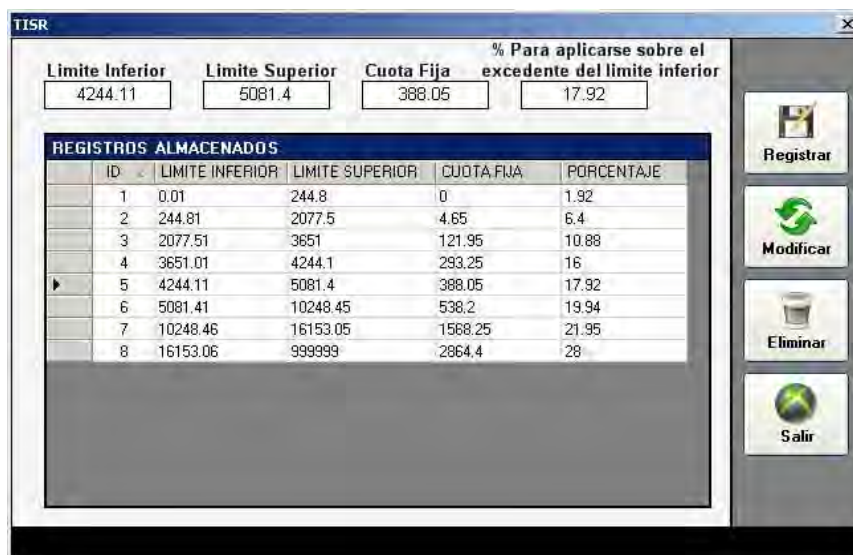 TISR
% Para aplicarse sobre el
Limite Inferior Limite Superior Cuota Fija excedente del limite inferior
4244.11 5081.4 388.05 17.92
REGISTROS ALMACENADOS
ID LIMITE INFERIOR LIMITE SUPERIOR CUOTA FIJA PORCENTAJE
1 0.01 244.8 0 1.92
2 244.81 2077.5 4.65 6.4
3 2077.51 3651 121.95 10.88
4 3651.01 4244.1 293.25 16
5 4244.11 5081.4 388.05 17.92
6 5081.41 10248.45 538.2 19.94
7 10248.46 16153.05 1568.25 21.95
8 16153.06 999999 2864.4 28
Registrar
Modificar
Eliminar
Salir